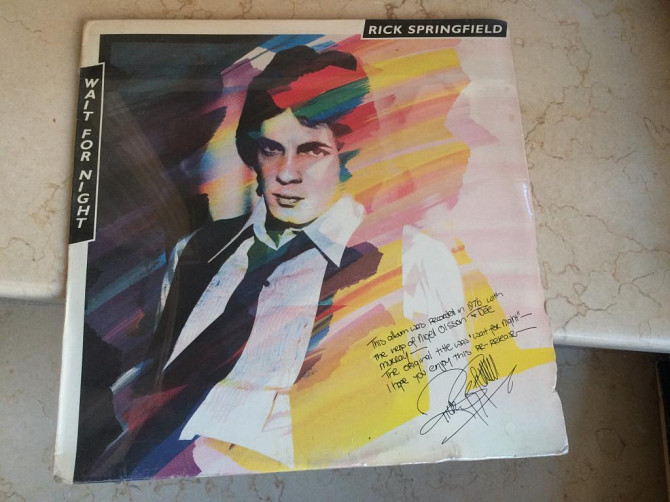 RICK SPRINGFIELD
WAIT FOR NIGHT
This album was recorded in 1976 with
the help of Nigel Olsson & Dee
Murray—
The original title was "Wait for Night"—
I hope you enjoy this re-release—